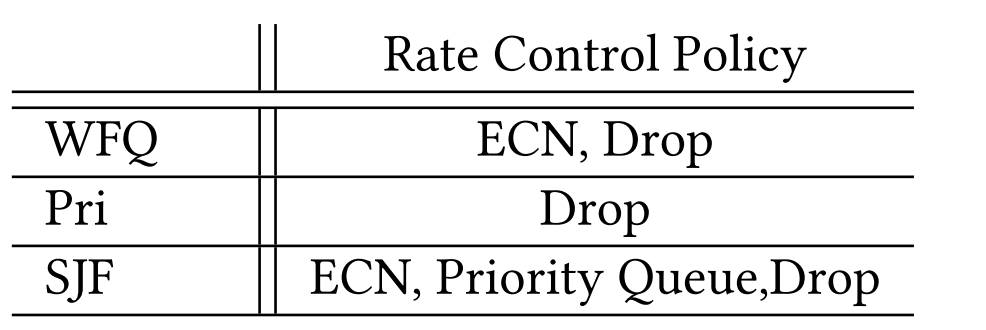 Rate Control Policy
WFQ ECN, Drop
Pri Drop
SJF ECN, Priority Queue,Drop